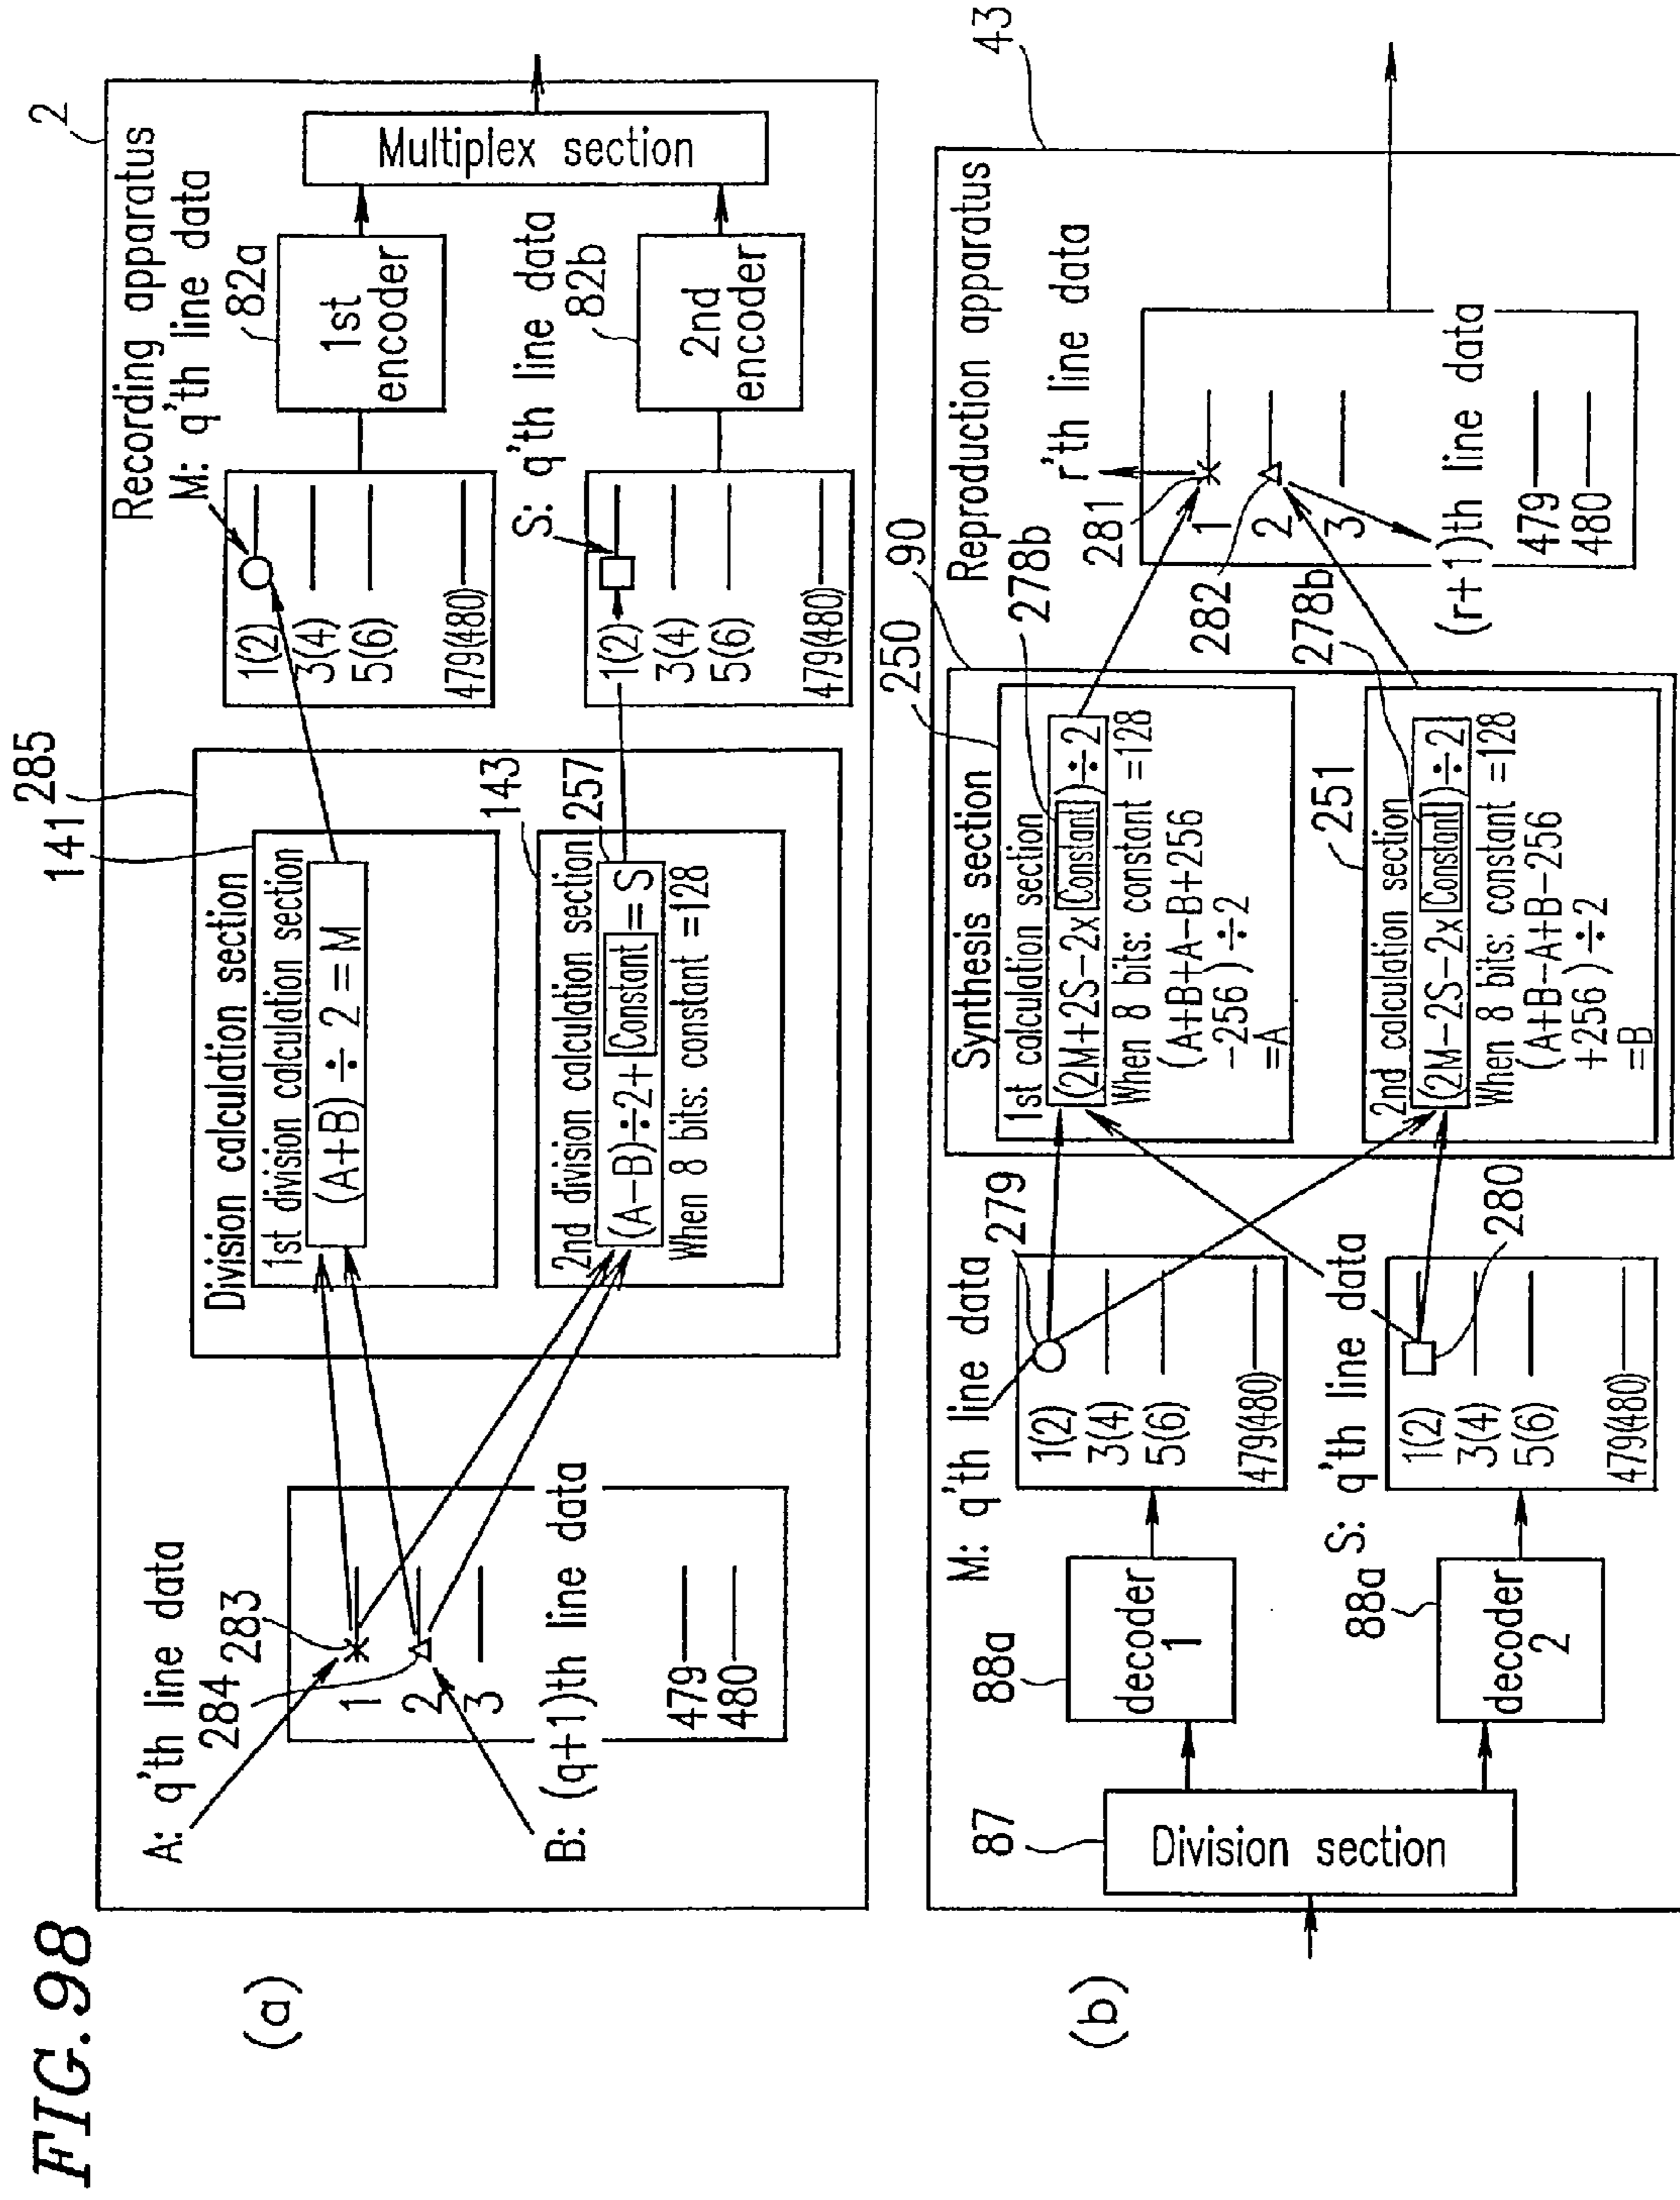 FIG.98
(a)
2
Recording apparatus
A: q'th line data
284
283
1
2
3
479
480
B: (q+1)th line data
285
141
Division calculation section
1st division calculation section
(A+B)÷2=M
143
2nd division calculation section
257
(A−B)÷2+Constant=S
When 8 bits: constant =128
M: q'th line data
1(2)
3(4)
5(6)
479(480)
S: q'th line data
1(2)
3(4)
5(6)
479(480)
82a
1st
encoder
82b
2nd
encoder
Multiplex section
(b)
43
Reproduction apparatus
87
Division section
88a
decoder
1
88a
decoder
2
M: q'th line data
279
1(2)
3(4)
5(6)
479(480)
S: q'th line data
280
1(2)
3(4)
5(6)
479(480)
90
250
Synthesis section
1st calculation section
278b
(2M+2S−2xConstant)÷2
When 8 bits: constant =128
(A+B+A−B+256
−256)÷2
=A
251
2nd calculation section
278b
(2M−2S−2xConstant)÷2
When 8 bits: constant =128
(A+B−A+B−256
+256)÷2
=B
r'th line data
281
1
282
2
3
(r+1)th line data
479
480